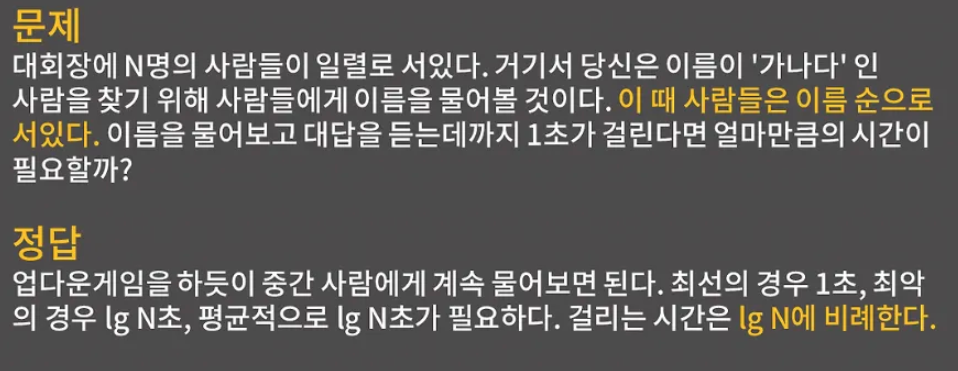 문제
대회장에 N명의 사람들이 일렬로 서있다. 거기서 당신은 이름이 '가나다' 인
사람을 찾기 위해 사람들에게 이름을 물어볼 것이다. 이 때 사람들은 이름 순으로
서있다. 이름을 물어보고 대답을 듣는데까지 1초가 걸린다면 얼마만큼의 시간이
필요할까?
정답
업다운게임을 하듯이 중간 사람에게 계속 물어보면 된다. 최선의 경우 1초, 최악
의 경우 lg N초, 평균적으로 lg N초가 필요하다. 걸리는 시간은 lg N에 비례한다.